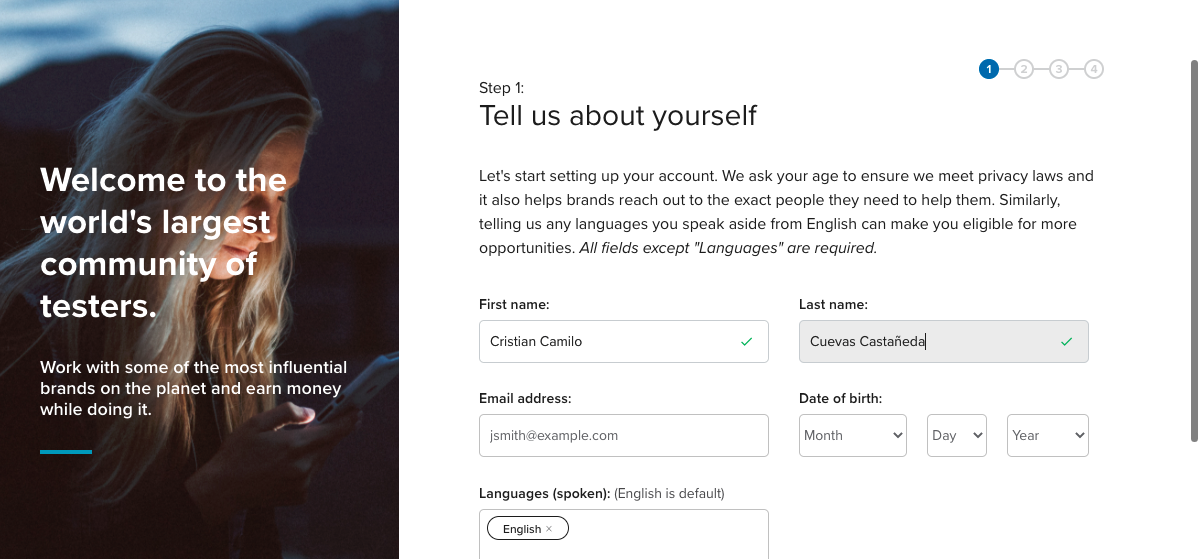 Welcome to the
world's largest
community of
testers.
Work with some of the most influential
brands on the planet and earn money
while doing it.
1 2 3 4
Step 1:
Tell us about yourself
Let's start setting up your account. We ask your age to ensure we meet privacy laws and
it also helps brands reach out to the exact people they need to help them. Similarly,
telling us any languages you speak aside from English can make you eligible for more
opportunities. All fields except "Languages" are required.
First name: Last name:
Cristian Camilo Cuevas Castañeda
Email address: Date of birth:
jsmith@example.com Month Day Year
Languages (spoken): (English is default)
English ×